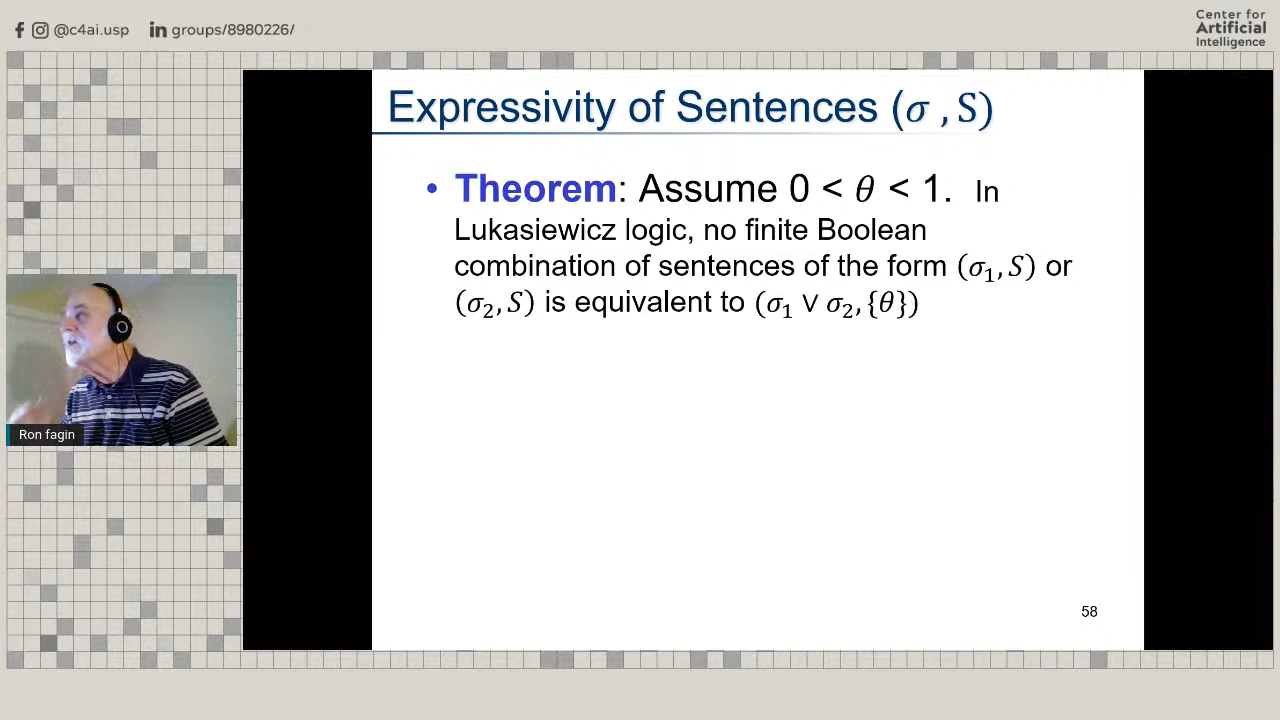 @c4ai.usp groups/8980226/
Center for
Artificial
Intelligence
Expressivity of Sentences (σ , S)
• Theorem: Assume 0 < θ < 1. In
Lukasiewicz logic, no finite Boolean
combination of sentences of the form (σ₁, S) or
(σ₂, S) is equivalent to (σ₁ ∨ σ₂, {θ})
Ron fagin
58